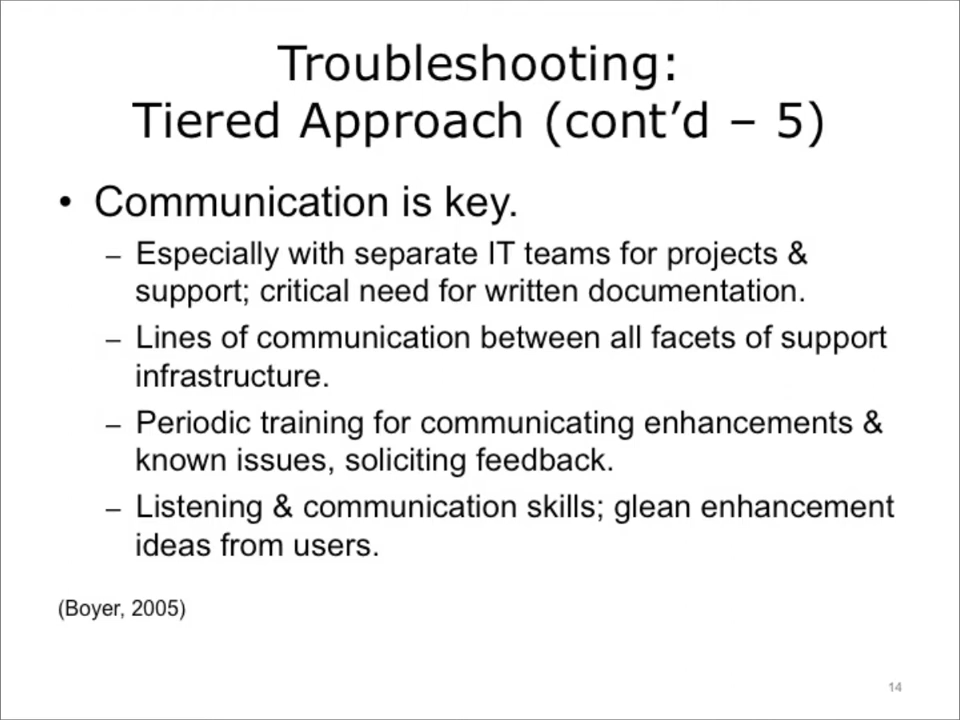 Troubleshooting:
Tiered Approach (cont’d – 5)
• Communication is key.
– Especially with separate IT teams for projects &
support; critical need for written documentation.
– Lines of communication between all facets of support
infrastructure.
– Periodic training for communicating enhancements &
known issues, soliciting feedback.
– Listening & communication skills; glean enhancement
ideas from users.
(Boyer, 2005)
14